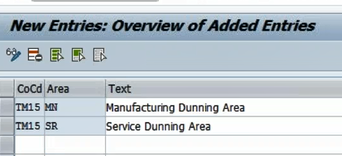 New Entries: Overview of Added Entries
CoCd Area Text
TM15 MN Manufacturing Dunning Area
TM15 SR Service Dunning Area